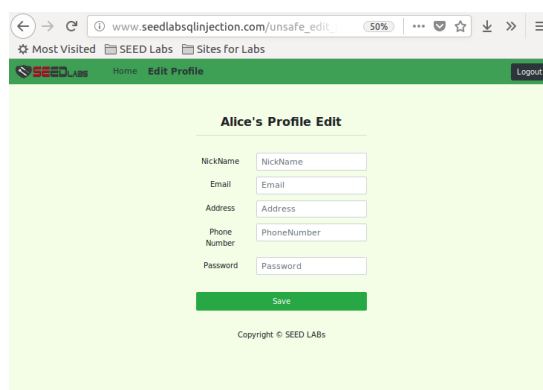 www.seedlabsqlinjection.com/unsafe_edit_ 50%
Most Visited SEED Labs Sites for Labs
SEEDLABS Home Edit Profile Logout
Alice's Profile Edit
NickName NickName
Email Email
Address Address
Phone Number PhoneNumber
Password Password
Save
Copyright © SEED LABs